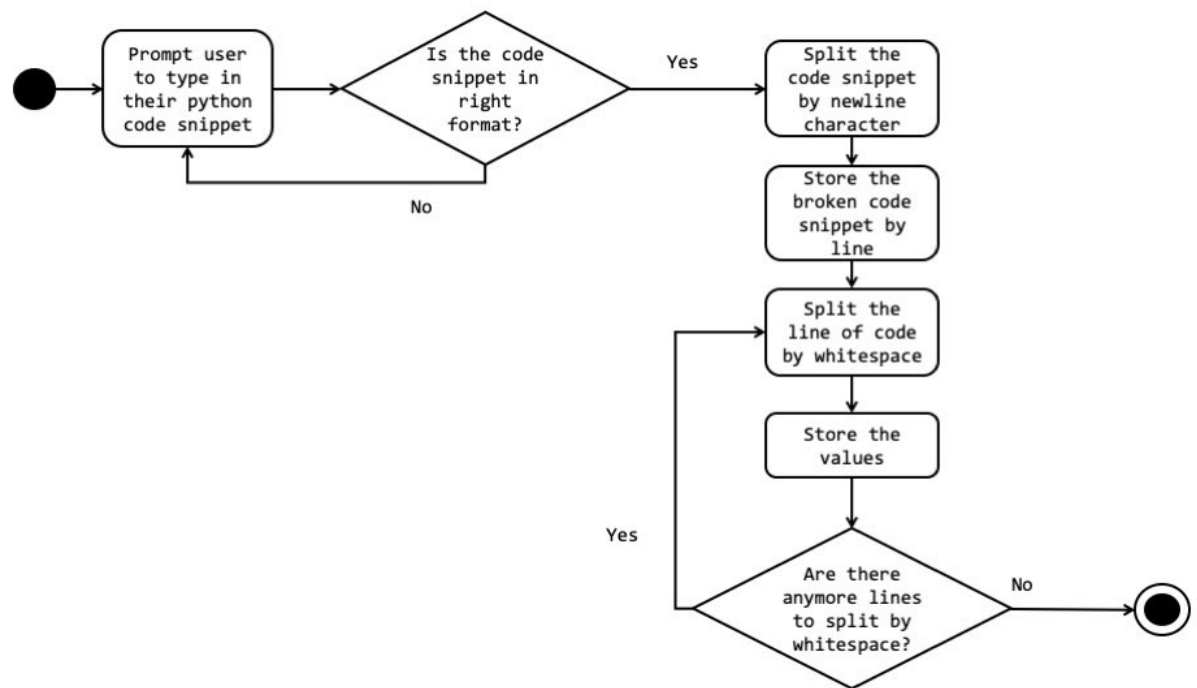 Prompt user
to type in
their python
code snippet
Is the code
snippet in
right
format?
Yes
No
Split the
code snippet
by newline
character
Store the
broken code
snippet by
line
Split the
line of code
by whitespace
Store the
values
Yes
Are there
anymore lines
to split by
whitespace?
No